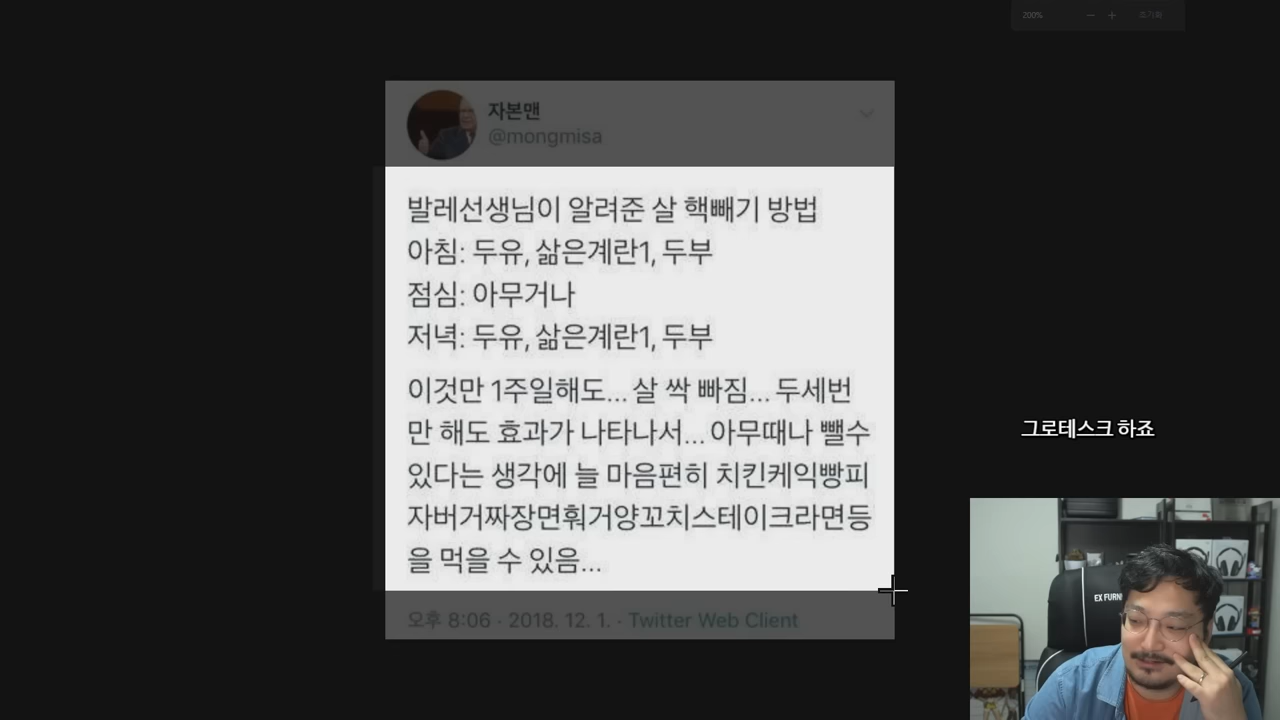 200%
초기화
자본맨
@mongmisa
발레선생님이 알려준 살 핵빼기 방법
아침: 두유, 삶은계란1, 두부
점심: 아무거나
저녁: 두유, 삶은계란1, 두부
이것만 1주일해도... 살 싹 빠짐... 두세번
만 해도 효과가 나타나서... 아무때나 뺄수
있다는 생각에 늘 마음편히 치킨케익빵피
자버거짜장면훠거양꼬치스테이크라면등
을 먹을 수 있음...
오후 8:06 · 2018. 12. 1. · Twitter Web Client
그로테스크 하죠
EX FURN